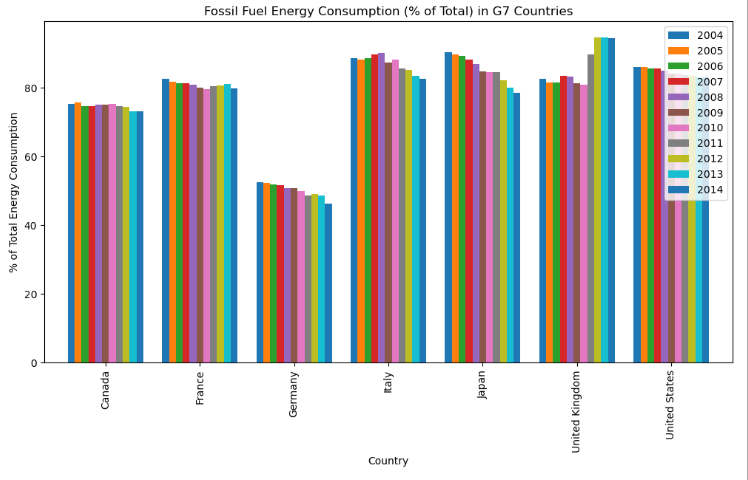 Fossil Fuel Energy Consumption (% of Total) in G7 Countries
2004
2005
2006
2007
2008
2009
2010
2011
2012
2013
2014
% of Total Energy Consumption
80
60
40
20
0
Canada
France
Germany
Italy
Japan
United Kingdom
United States
Country